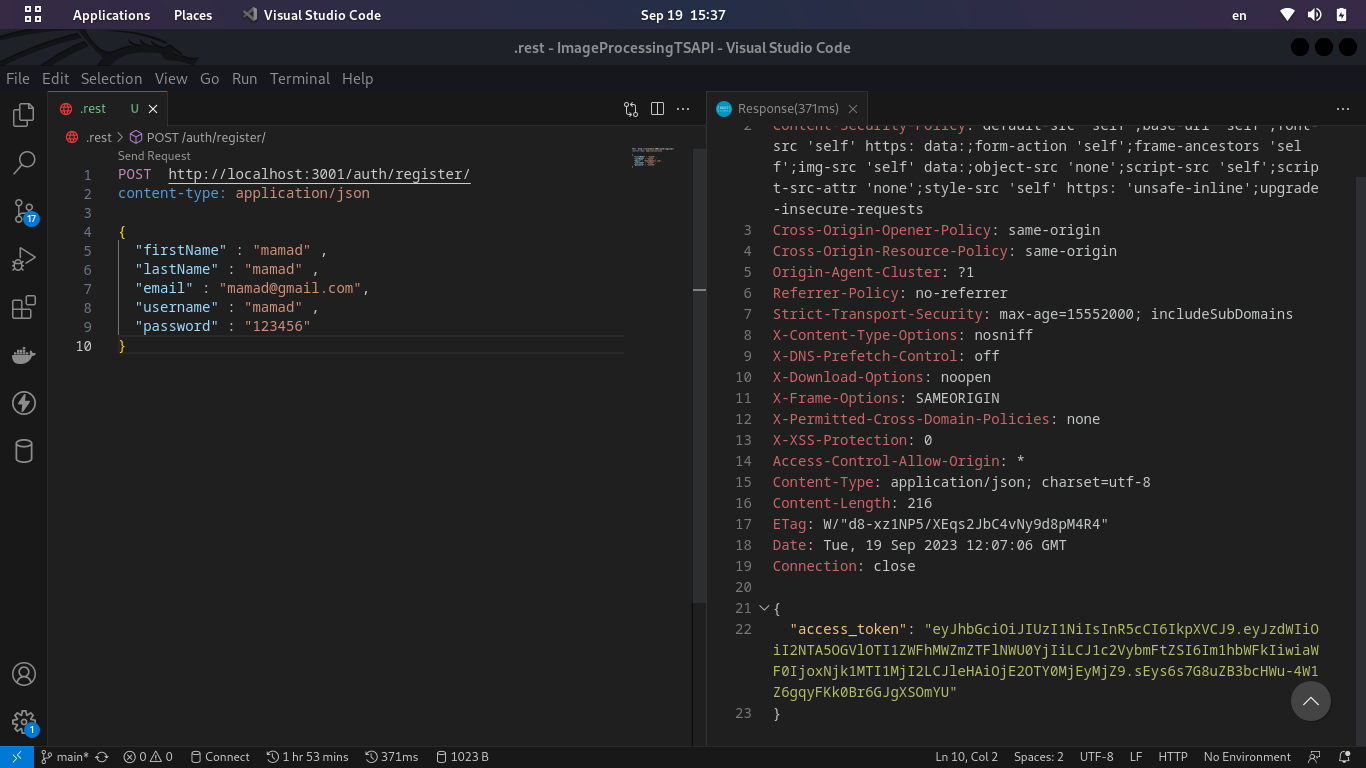 Applications Places Visual Studio Code Sep 19 15:37 en
.rest - ImageProcessingTSAPI - Visual Studio Code
File Edit Selection View Go Run Terminal Help
.rest U
.rest POST /auth/register/
Send Request
1 POST http://localhost:3001/auth/register/
2 content-type: application/json
3
4 {
5 "firstName" : "mamad" ,
6 "lastName" : "mamad" ,
7 "email" : "mamad@gmail.com",
8 "username" : "mamad" ,
9 "password" : "123456"
10 }
17
1
Response(371ms)
2 Content-Security-Policy: default-src 'self';base-uri 'self';font-
src 'self' https: data:;form-action 'self';frame-ancestors 'sel
f';img-src 'self' data:;object-src 'none';script-src 'self';scrip
t-src-attr 'none';style-src 'self' https: 'unsafe-inline';upgrade
-insecure-requests
3 Cross-Origin-Opener-Policy: same-origin
4 Cross-Origin-Resource-Policy: same-origin
5 Origin-Agent-Cluster: ?1
6 Referrer-Policy: no-referrer
7 Strict-Transport-Security: max-age=15552000; includeSubDomains
8 X-Content-Type-Options: nosniff
9 X-DNS-Prefetch-Control: off
10 X-Download-Options: noopen
11 X-Frame-Options: SAMEORIGIN
12 X-Permitted-Cross-Domain-Policies: none
13 X-XSS-Protection: 0
14 Access-Control-Allow-Origin: *
15 Content-Type: application/json; charset=utf-8
16 Content-Length: 216
17 ETag: W/"d8-xz1NP5/XEqs2JbC4vNy9d8pM4R4"
18 Date: Tue, 19 Sep 2023 12:07:06 GMT
19 Connection: close
20
21 {
22 "access_token": "eyJhbGciOiJIUzI1NiIsInR5cCI6IkpXVCJ9.eyJzdWIiO
iI2NTA5OGVlOTI1ZWFhMWZmZTFlNWU0YjIiLCJ1c2VybmFtZSI6Im1hbWFkIiwiaW
F0IjoxNjk1MTI1MjI2LCJleHAiOjE2OTY0MjEyMjZ9.sEys6s7G8uZB3bcHWu-4W1
Z6gqyFKk0Br6GJgXSOmYU"
23 }
main* 0 0 Connect 1 hr 53 mins 371ms 1023 B Ln 10, Col 2 Spaces: 2 UTF-8 LF HTTP No Environment